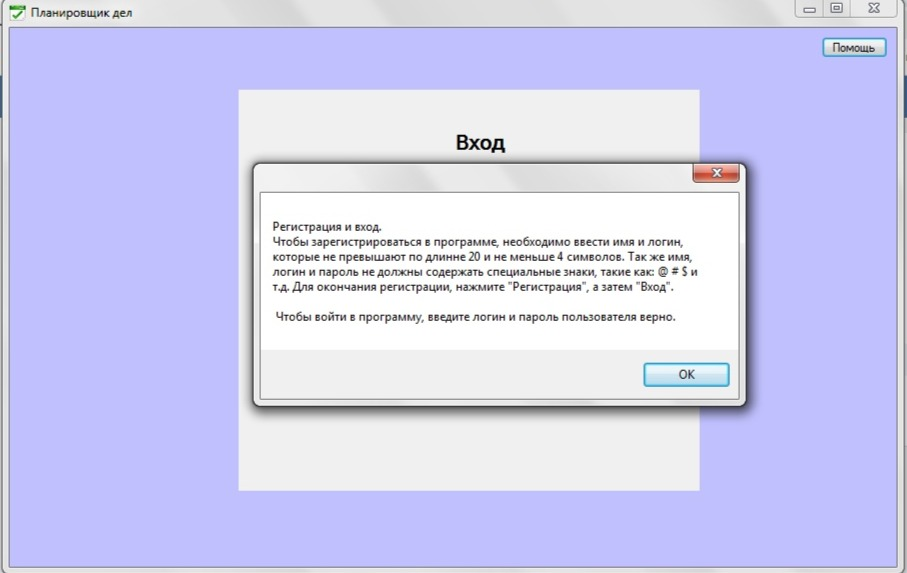 Планировщик дел
Помощь
Вход
Регистрация и вход.
Чтобы зарегистрироваться в программе, необходимо ввести имя и логин,
которые не превышают по длинне 20 и не меньше 4 символов. Так же имя,
логин и пароль не должны содержать специальные знаки, такие как: @ # $ и
т.д. Для окончания регистрации, нажмите "Регистрация", а затем "Вход".
Чтобы войти в программу, введите логин и пароль пользователя верно.
ОК